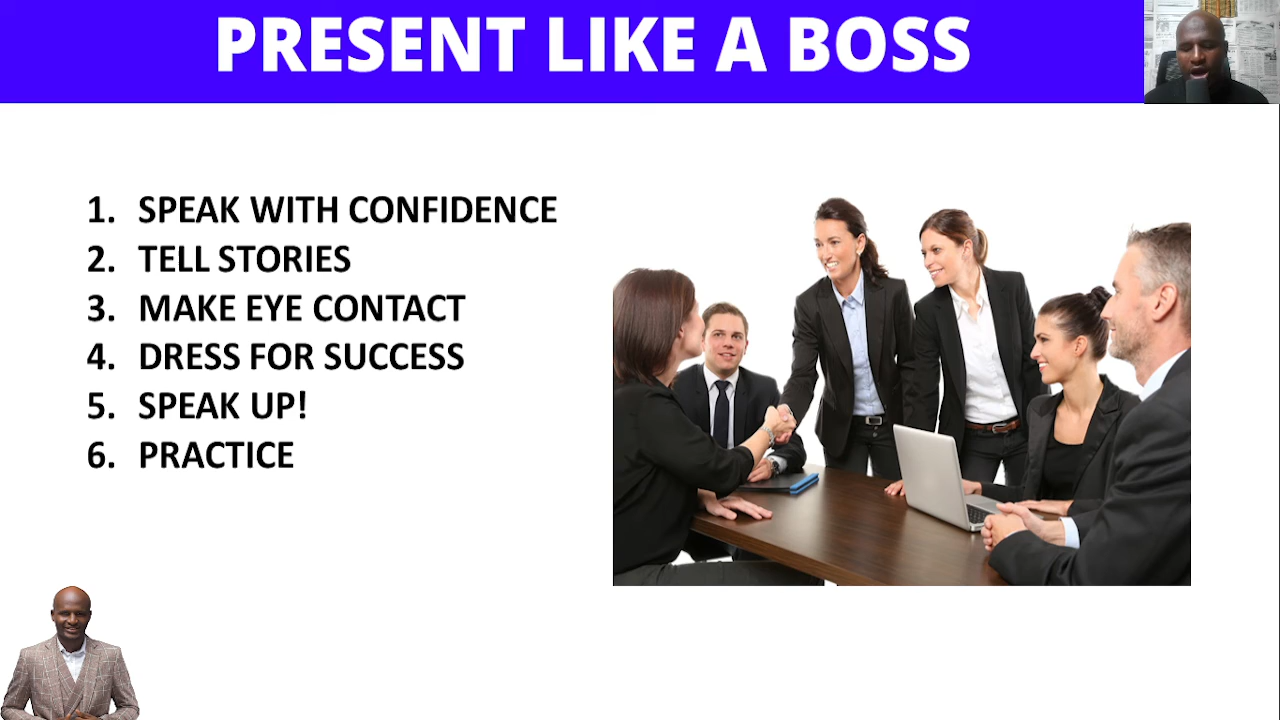 PRESENT LIKE A BOSS
1. SPEAK WITH CONFIDENCE
2. TELL STORIES
3. MAKE EYE CONTACT
4. DRESS FOR SUCCESS
5. SPEAK UP!
6. PRACTICE